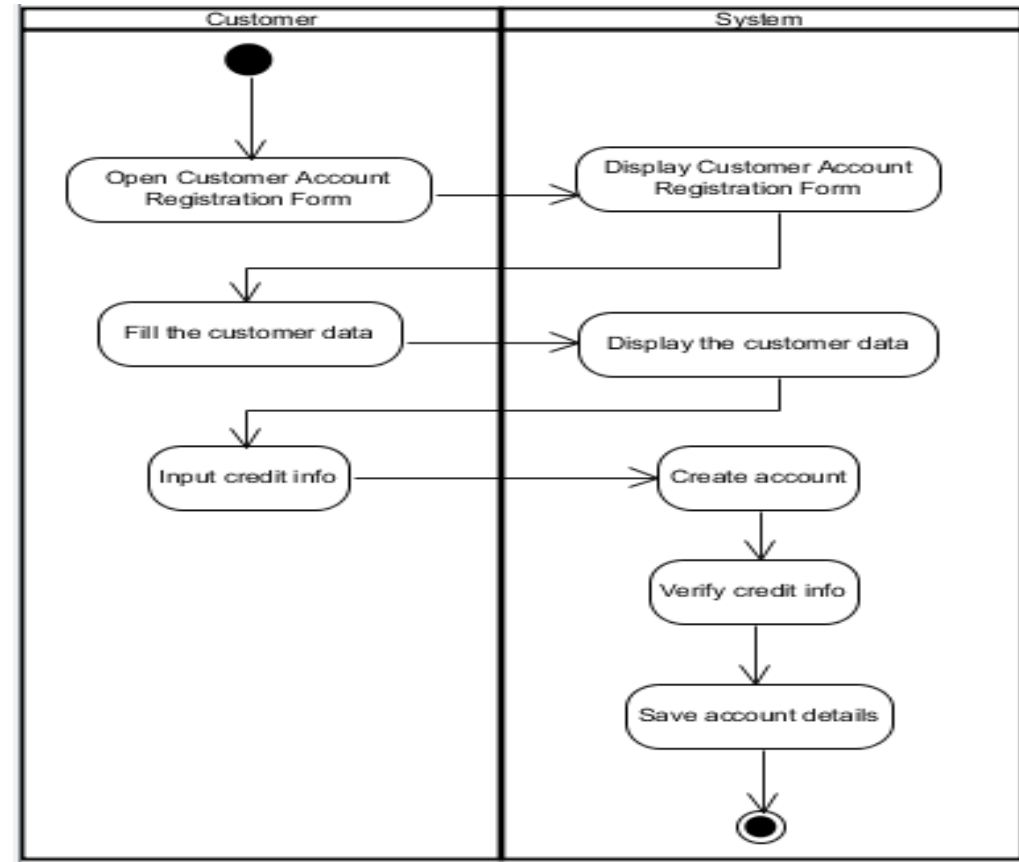 Customer
System
Open Customer Account
Registration Form
Display Customer Account
Registration Form
Fill the customer data
Display the customer data
Input credit info
Create account
Verify credit info
Save account details